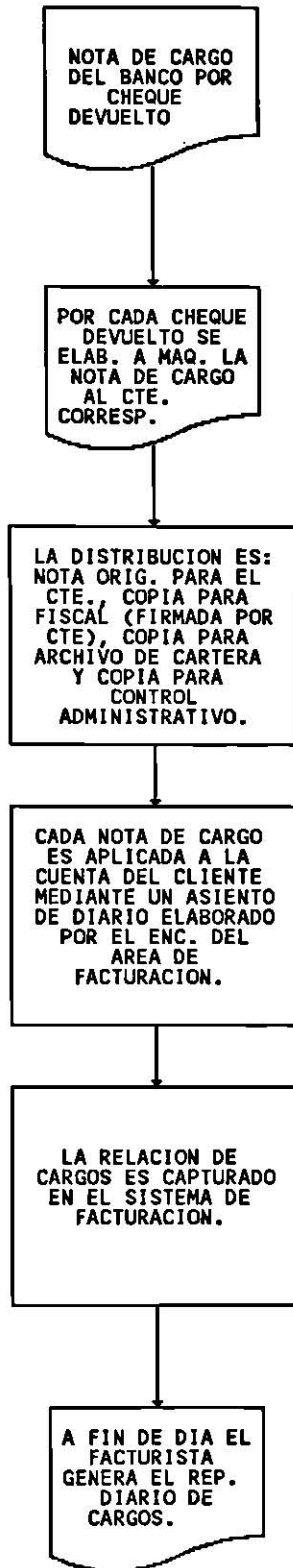 NOTA DE CARGO
DEL BANCO POR
CHEQUE
DEVUELTO
POR CADA CHEQUE
DEVUELTO SE
ELAB. A MAQ. LA
NOTA DE CARGO
AL CTE.
CORRESP.
LA DISTRIBUCION ES:
NOTA ORIG. PARA EL
CTE., COPIA PARA
FISCAL (FIRMADA POR
CTE), COPIA PARA
ARCHIVO DE CARTERA
Y COPIA PARA
CONTROL
ADMINISTRATIVO.
CADA NOTA DE CARGO
ES APLICADA A LA
CUENTA DEL CLIENTE
MEDIANTE UN ASIENTO
DE DIARIO ELABORADO
POR EL ENC. DEL
AREA DE
FACTURACION.
LA RELACION DE
CARGOS ES CAPTURADO
EN EL SISTEMA DE
FACTURACION.
A FIN DE DIA EL
FACTURISTA
GENERA EL REP.
DIARIO DE
CARGOS.